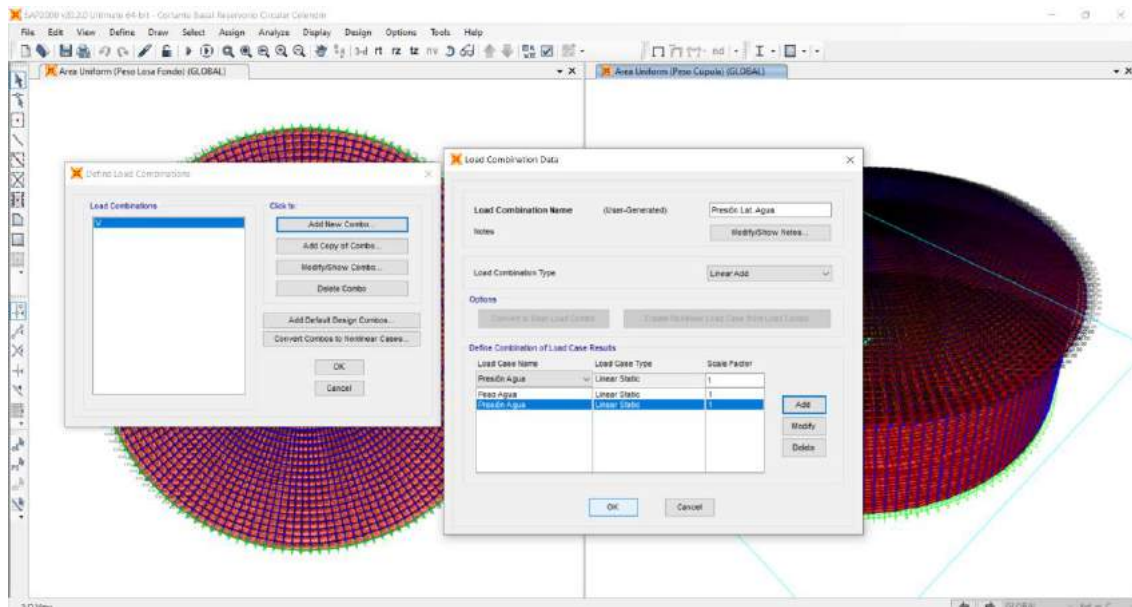 SAP2000 v20.2.0 Ultimate 64-bit - Cortante Basal Reservorio Circular Celendin
File Edit View Define Draw Select Assign Analyze Display Design Options Tools Help
3-d
nd
Area Uniform (Peso Losa Fondo) (GLOBAL)
Area Uniform (Peso Cúpula) (GLOBAL)
Define Load Combinations
Load Combinations
V
Click to:
Add New Combo...
Add Copy of Combo...
Modify/Show Combo...
Delete Combo
Add Default Design Combos...
Convert Combos to Nonlinear Cases...
OK
Cancel
Load Combination Data
Load Combination Name (User-Generated) Presión Lat. Agua
Notes Modify/Show Notes...
Load Combination Type Linear Add
Options
Convert to User Load Combo Create Nonlinear Load Case from Load Combo
Define Combination of Load Case Results
Load Case Name Load Case Type Scale Factor
Presión Agua Linear Static 1
Peso Agua Linear Static 1
Presión Agua Linear Static 1
Add
Modify
Delete
OK Cancel
3-D View
GLOBAL